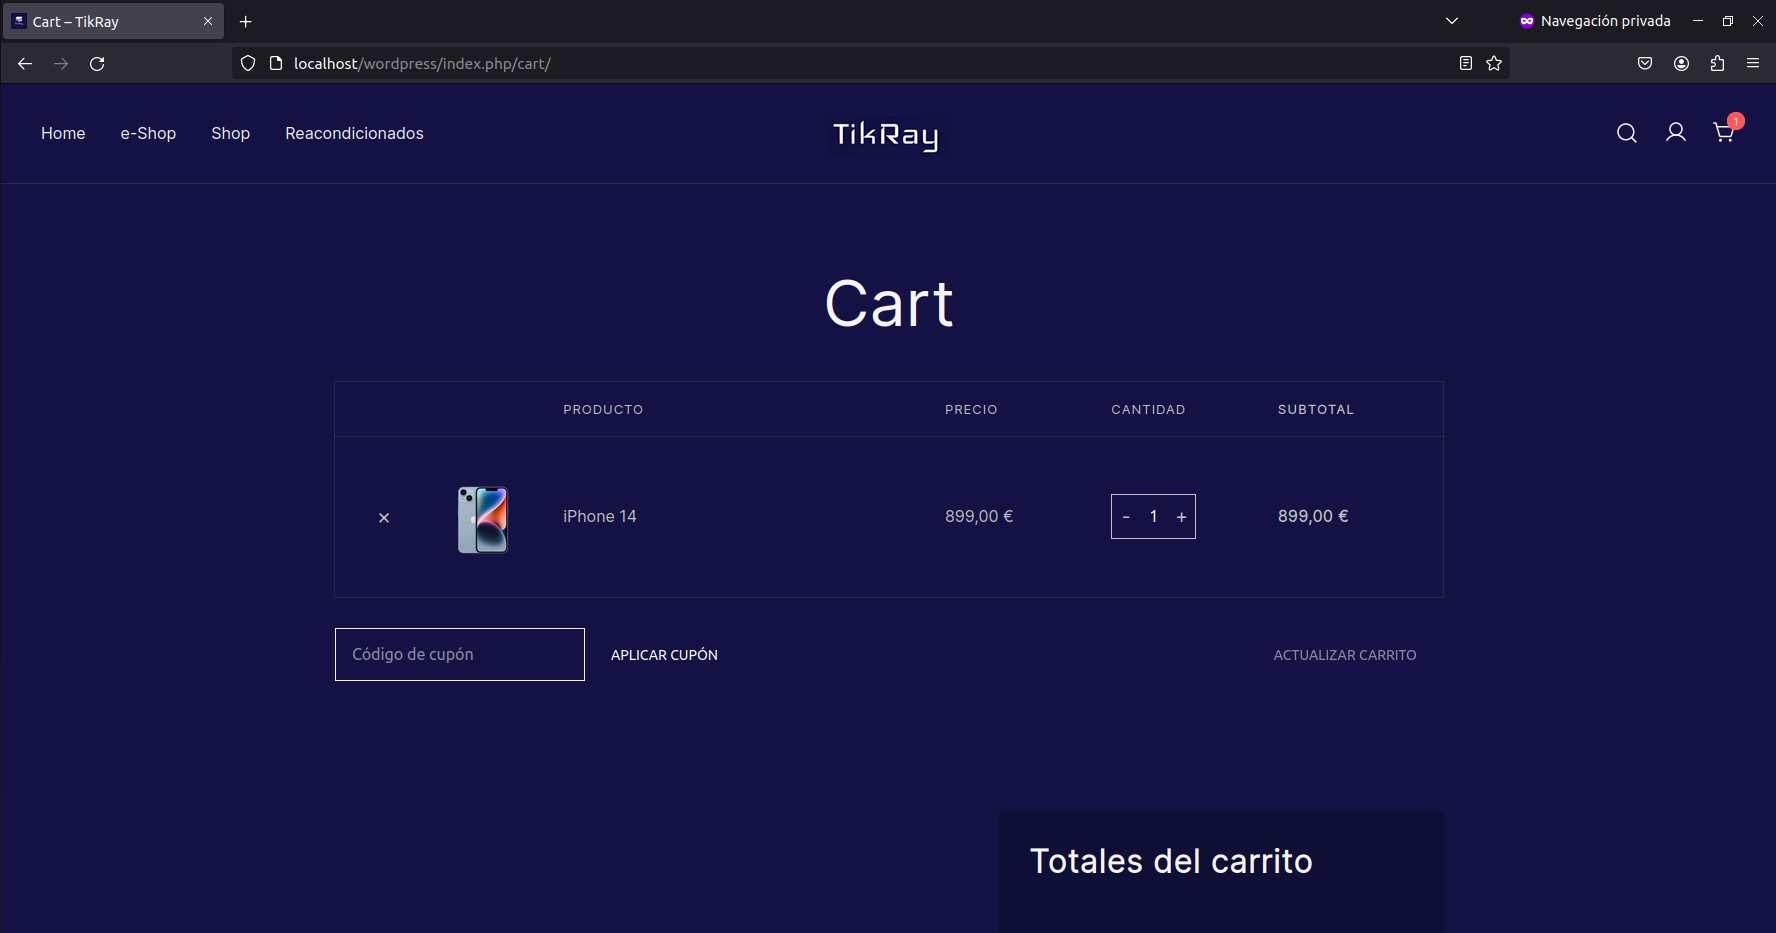 Cart – TikRay
Navegación privada
localhost/wordpress/index.php/cart/
Home e-Shop Shop Reacondicionados
TikRay
1
Cart
PRODUCTO PRECIO CANTIDAD SUBTOTAL
× iPhone 14 899,00 € - 1 + 899,00 €
Código de cupón APLICAR CUPÓN ACTUALIZAR CARRITO
Totales del carrito